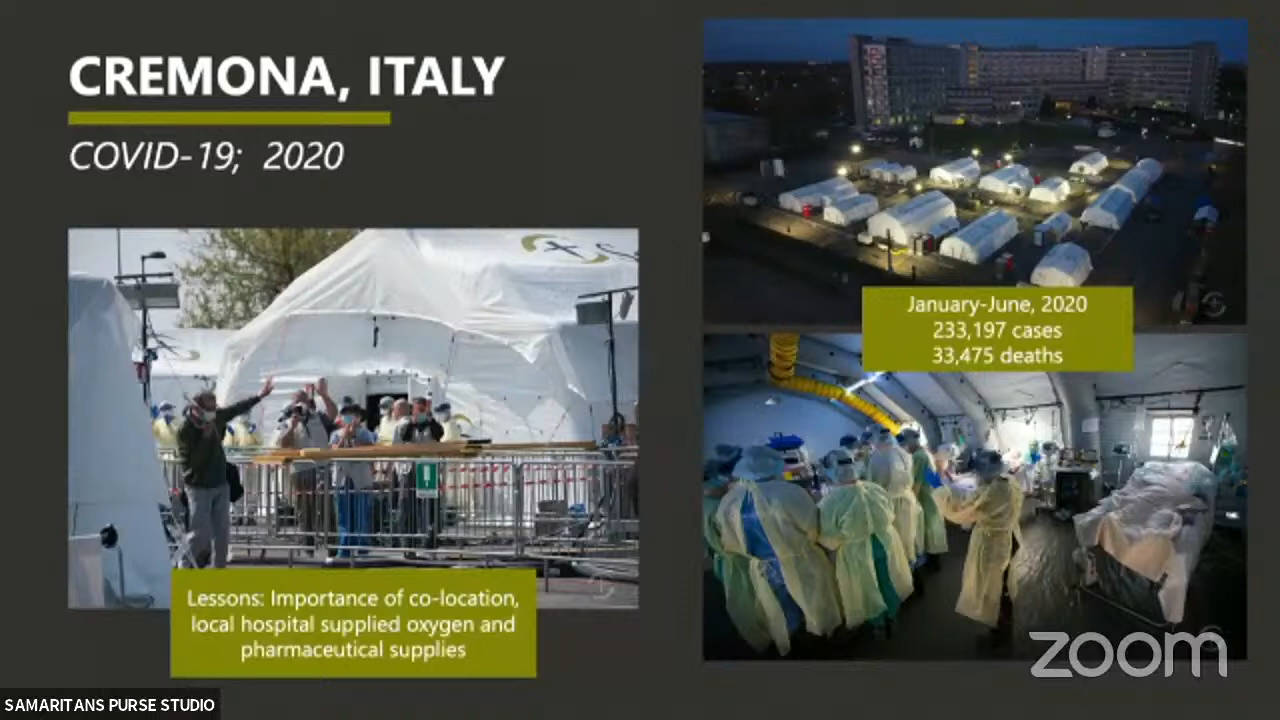 CREMONA, ITALY
COVID-19; 2020
January-June, 2020
233,197 cases
33,475 deaths
Lessons: Importance of co-location,
local hospital supplied oxygen and
pharmaceutical supplies
zoom
SAMARITANS PURSE STUDIO